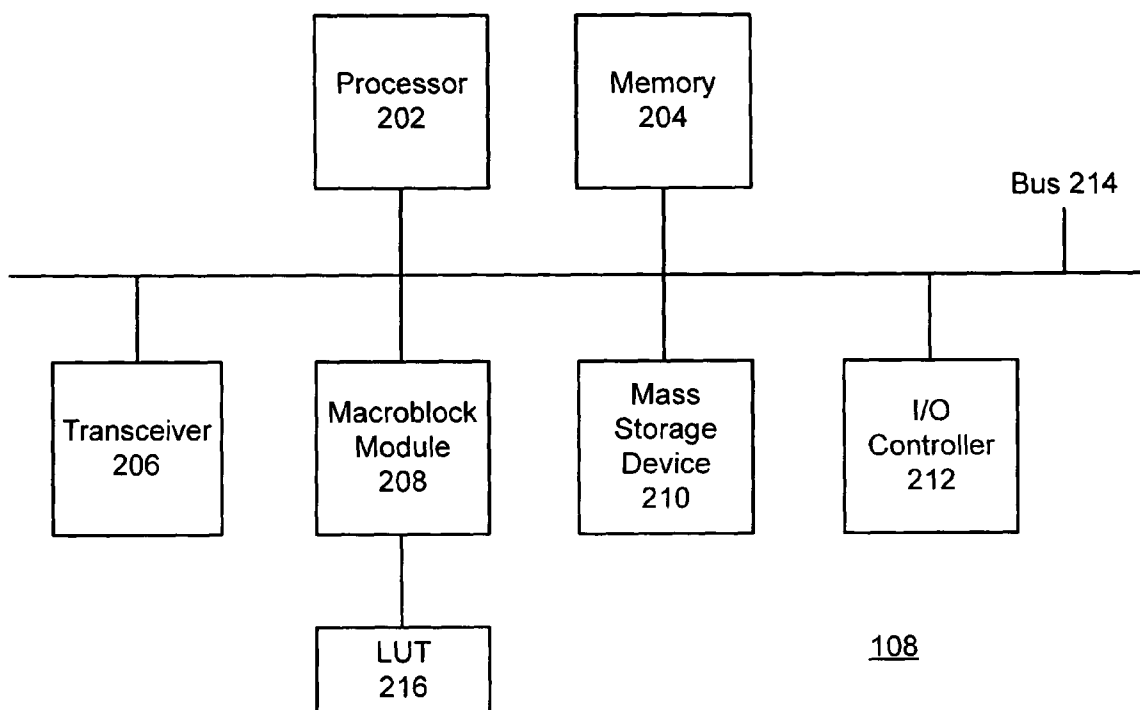 Processor
202
Memory
204
Bus 214
Transceiver
206
Macroblock
Module
208
Mass
Storage
Device
210
I/O
Controller
212
LUT
216
108